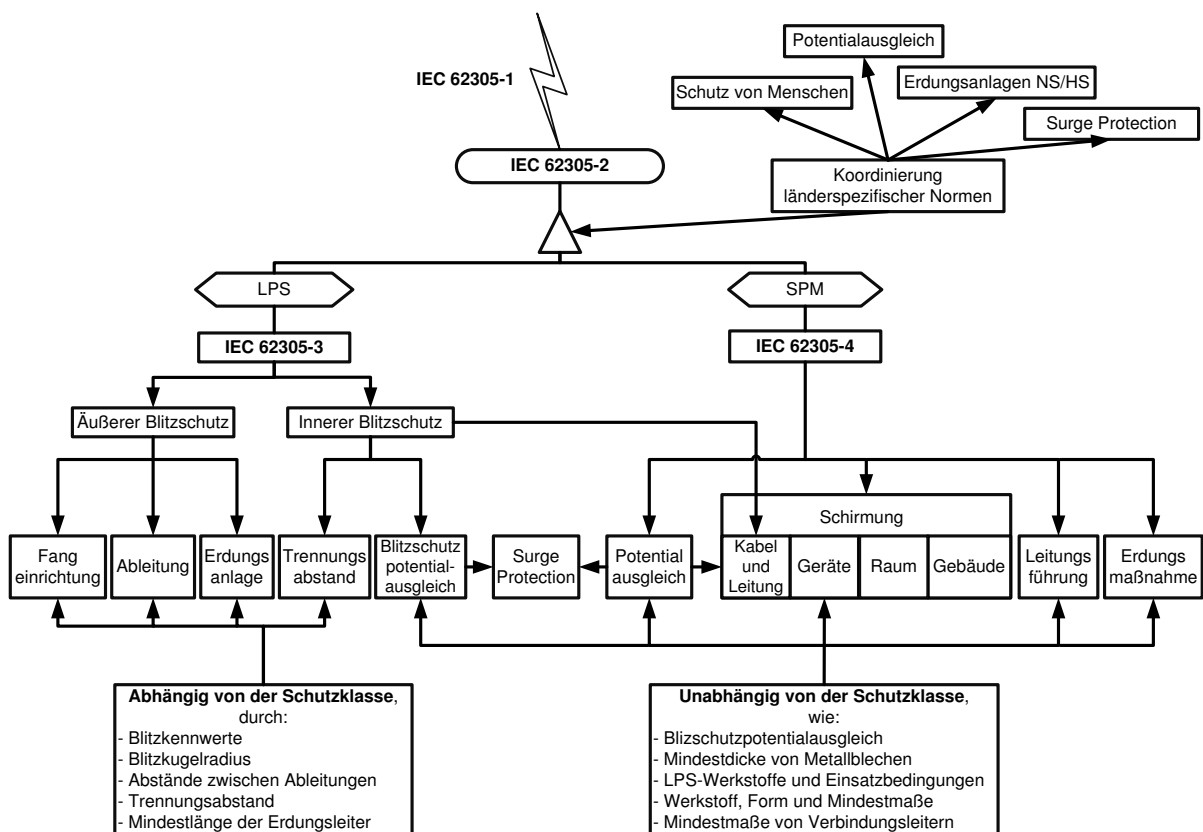 Potentialausgleich
IEC 62305-1
Schutz von Menschen
Erdungsanlagen NS/HS
Surge Protection
IEC 62305-2
Koordinierung
länderspezifischer Normen
LPS
SPM
IEC 62305-3
IEC 62305-4
Äußerer Blitzschutz
Innerer Blitzschutz
Schirmung
Fang
einrichtung
Ableitung
Erdungs
anlage
Trennungs
abstand
Blitzschutz
potential-
ausgleich
Surge
Protection
Potential
ausgleich
Kabel
und
Leitung
Geräte
Raum
Gebäude
Leitungs
führung
Erdungs
maßnahme
Abhängig von der Schutzklasse,
durch:
- Blitzkennwerte
- Blitzkugelradius
- Abstände zwischen Ableitungen
- Trennungsabstand
- Mindestlänge der Erdungsleiter
Unabhängig von der Schutzklasse,
wie:
- Blizschutzpotentialausgleich
- Mindestdicke von Metallblechen
- LPS-Werkstoffe und Einsatzbedingungen
- Werkstoff, Form und Mindestmaße
- Mindestmaße von Verbindungsleitern